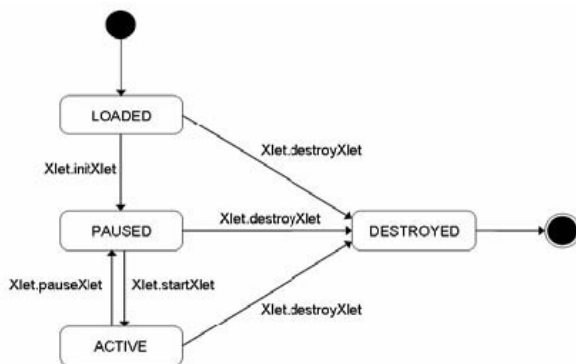 LOADED
Xlet.destroyXlet
Xlet.initXlet
Xlet.destroyXlet
PAUSED
DESTROYED
Xlet.pauseXlet
Xlet.startXlet
Xlet.destroyXlet
ACTIVE